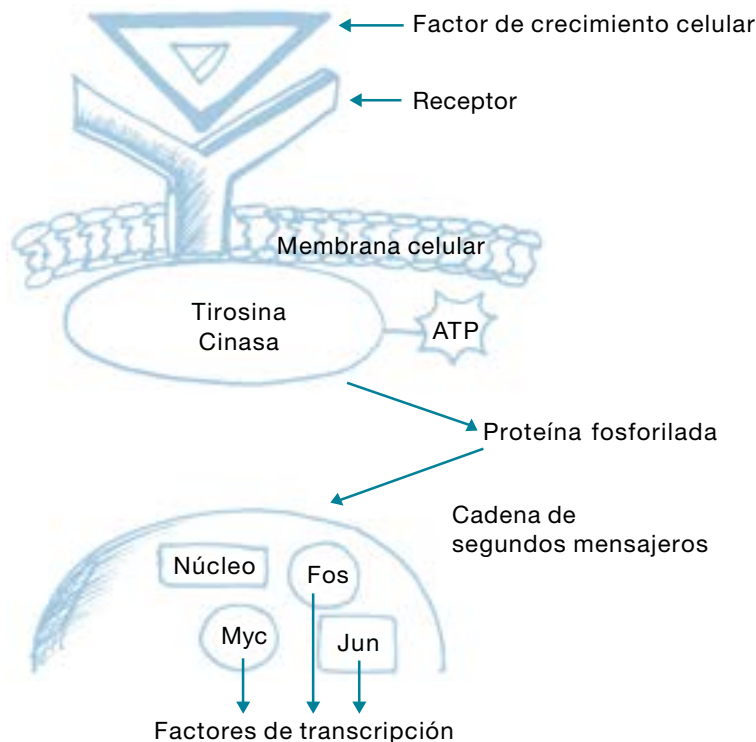 Factor de crecimiento celular
Receptor
Membrana celular
Tirosina
Cinasa
ATP
Proteína fosforilada
Cadena de
segundos mensajeros
Núcleo
Fos
Myc
Jun
Factores de transcripción